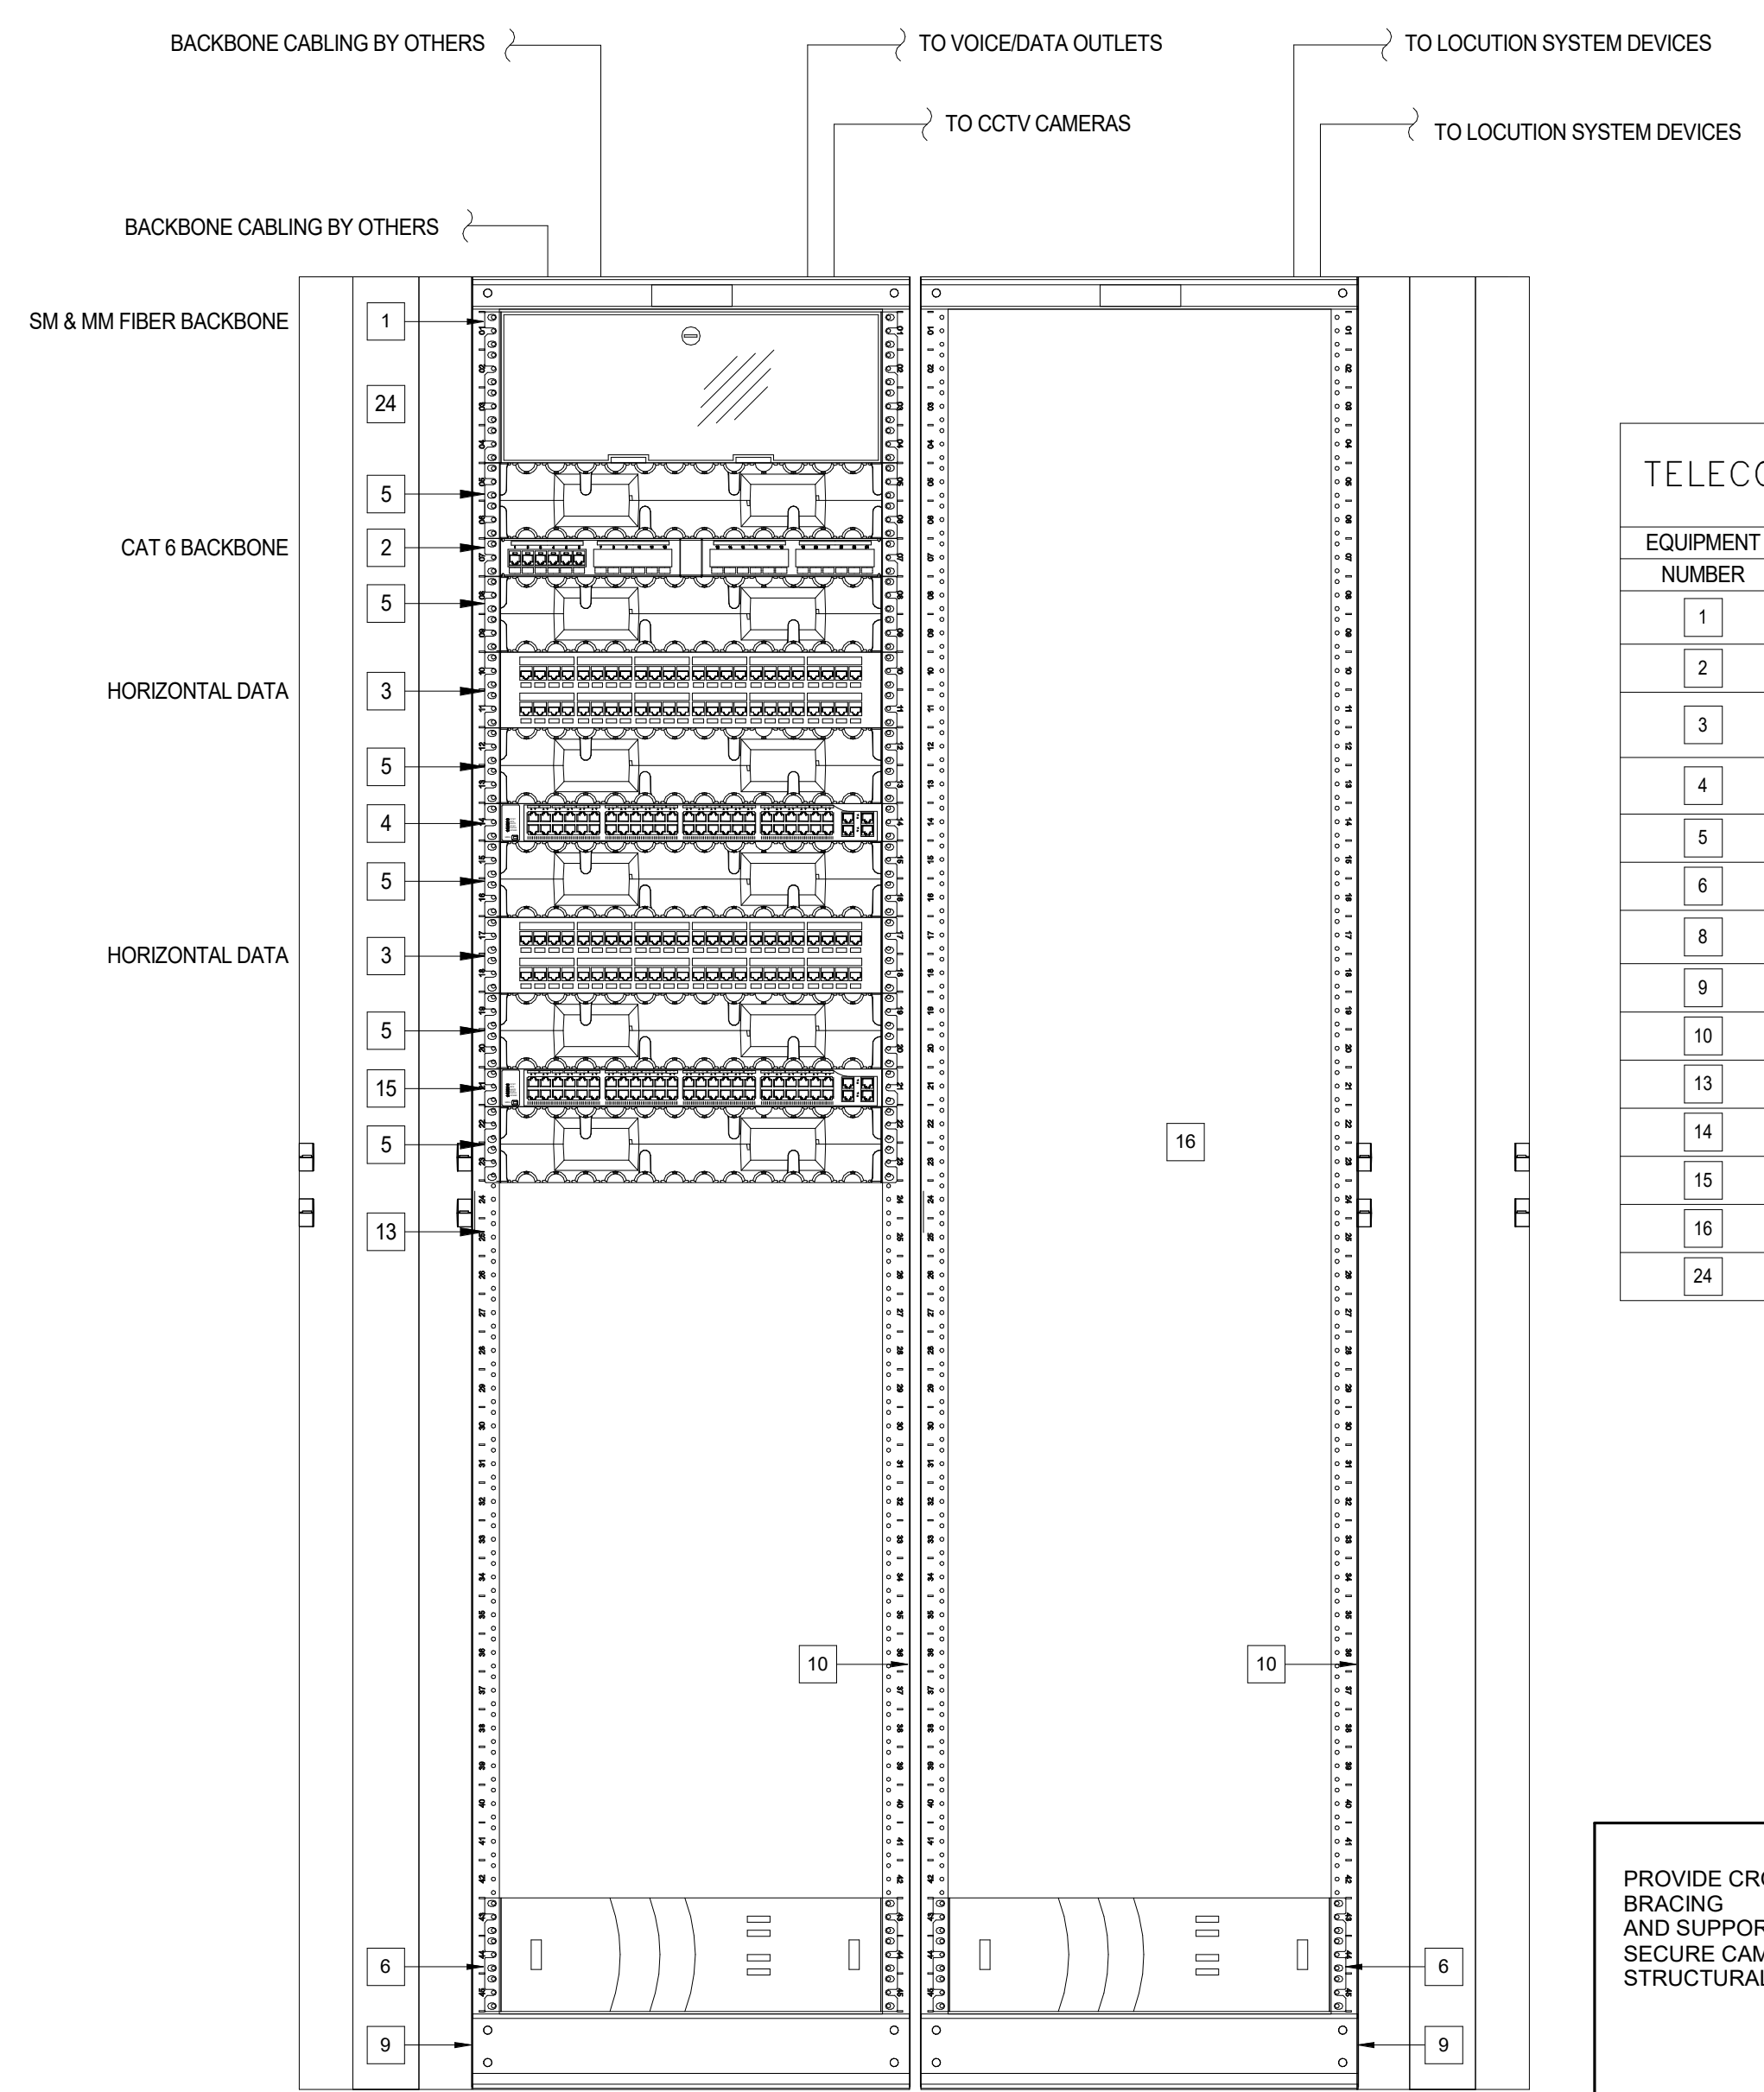 BACKBONE CABLING BY OTHERS
TO VOICE/DATA OUTLETS
TO LOCUTION SYSTEM DEVICES
TO CCTV CAMERAS
TO LOCUTION SYSTEM DEVICES
BACKBONE CABLING BY OTHERS
SM & MM FIBER BACKBONE
1
24
5
CAT 6 BACKBONE
2
5
HORIZONTAL DATA
3
5
4
5
HORIZONTAL DATA
3
5
15
5
13
16
10
10
6
6
9
9
TELECO
EQUIPMENT
NUMBER
1
2
3
4
5
6
8
9
10
13
14
15
16
24
PROVIDE CRO
BRACING
AND SUPPOR
SECURE CAM
STRUCTURAL